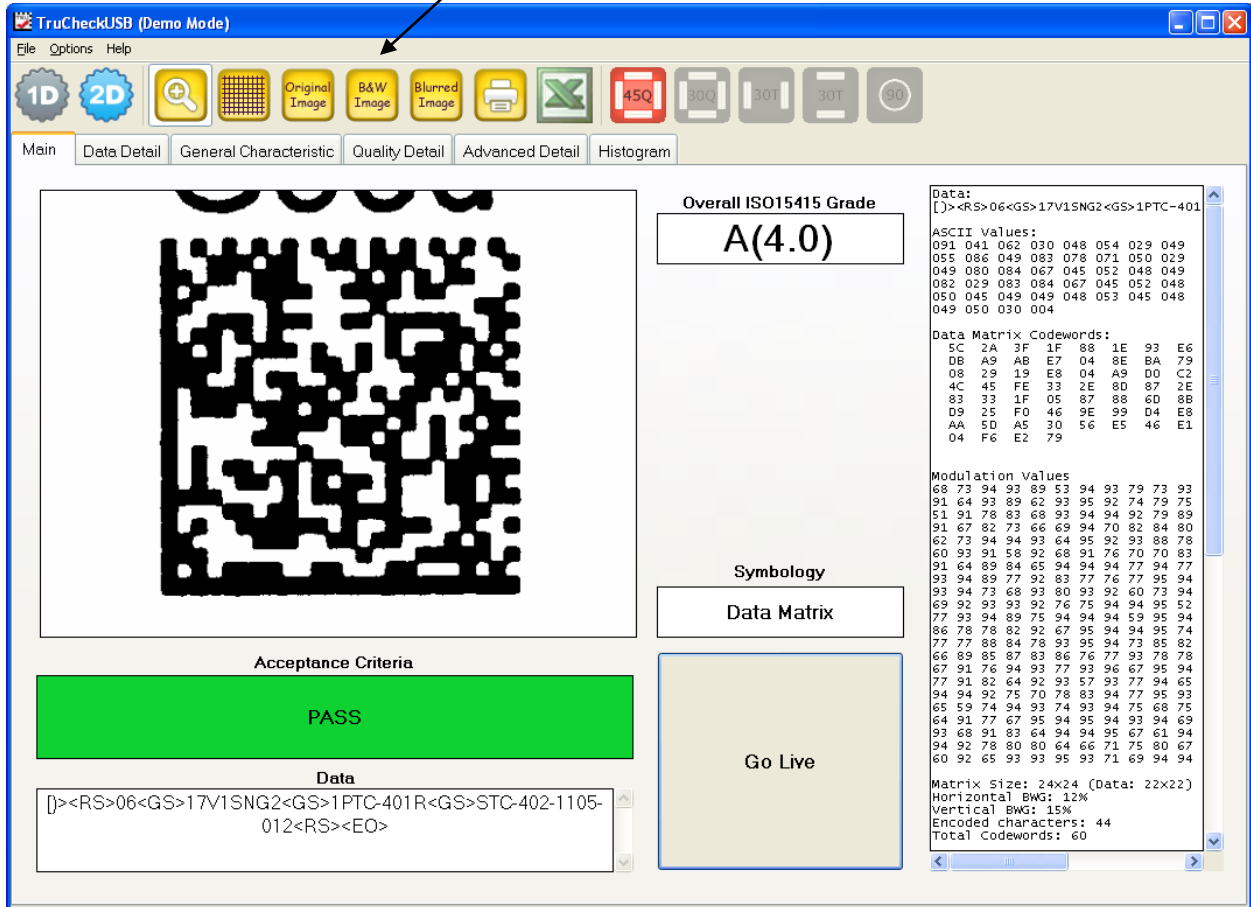 TruCheckUSB (Demo Mode)
File Options Help
1D 2D Original Image B&W Image Blurred Image 45Q 30Q 30T 30T 90
Main Data Detail General Characteristic Quality Detail Advanced Detail Histogram
Overall ISO15415 Grade
A(4.0)
Symbology
Data Matrix
Acceptance Criteria
PASS
Go Live
Data
[)><RS>06<GS>17V1SNG2<GS>1PTC-401R<GS>STC-402-1105-
012<RS><EO>
Data:
[)><RS>06<GS>17V1SNG2<GS>1PTC-401
ASCII Values:
091 041 062 030 048 054 029 049
055 086 049 083 078 071 050 029
049 080 084 067 045 052 048 049
082 029 083 084 067 045 052 048
050 045 049 049 048 053 045 048
049 050 030 004
Data Matrix Codewords:
5C 2A 3F 1F 88 1E 93 E6
DB A9 AB E7 04 8E BA 79
08 29 19 E8 04 A9 D0 C2
4C 45 FE 33 2E 8D 87 2E
83 33 1F 05 87 88 6D 8B
D9 25 F0 46 9E 99 D4 E8
AA 5D A5 30 56 E5 46 E1
04 F6 E2 79
Modulation Values
68 73 94 93 89 53 94 93 79 73 93
91 64 93 89 62 93 95 92 74 79 75
51 91 78 83 68 93 94 94 92 79 89
91 67 82 73 66 69 94 70 82 84 80
62 73 94 94 93 64 95 92 93 88 78
60 93 91 58 92 68 91 76 70 70 83
91 64 89 84 65 94 94 94 77 94 77
93 94 89 77 92 83 77 76 77 95 94
93 94 73 68 93 80 93 92 60 73 94
69 92 93 93 92 76 75 94 94 95 52
77 93 94 89 75 94 94 94 59 95 94
86 78 78 82 92 67 95 94 94 95 74
77 77 88 84 78 93 95 94 73 85 82
66 89 85 87 83 86 76 77 93 78 78
67 91 76 94 93 77 93 96 67 95 94
77 91 82 64 92 93 57 93 77 94 65
94 94 92 75 70 78 83 94 77 95 93
65 59 74 94 93 74 93 94 75 68 75
64 91 77 67 95 94 95 94 93 94 69
93 68 91 83 64 94 94 95 67 61 94
94 92 78 80 80 64 66 71 75 80 67
60 92 65 93 93 95 93 71 69 94 94
Matrix Size: 24x24 (Data: 22x22)
Horizontal BWG: 12%
Vertical BWG: 15%
Encoded characters: 44
Total Codewords: 60